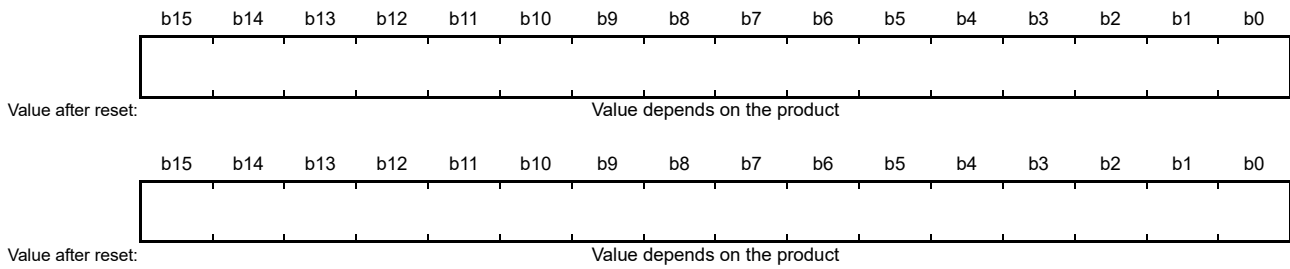 b15 b14 b13 b12 b11 b10 b9 b8 b7 b6 b5 b4 b3 b2 b1 b0
Value after reset: Value depends on the product
b15 b14 b13 b12 b11 b10 b9 b8 b7 b6 b5 b4 b3 b2 b1 b0
Value after reset: Value depends on the product